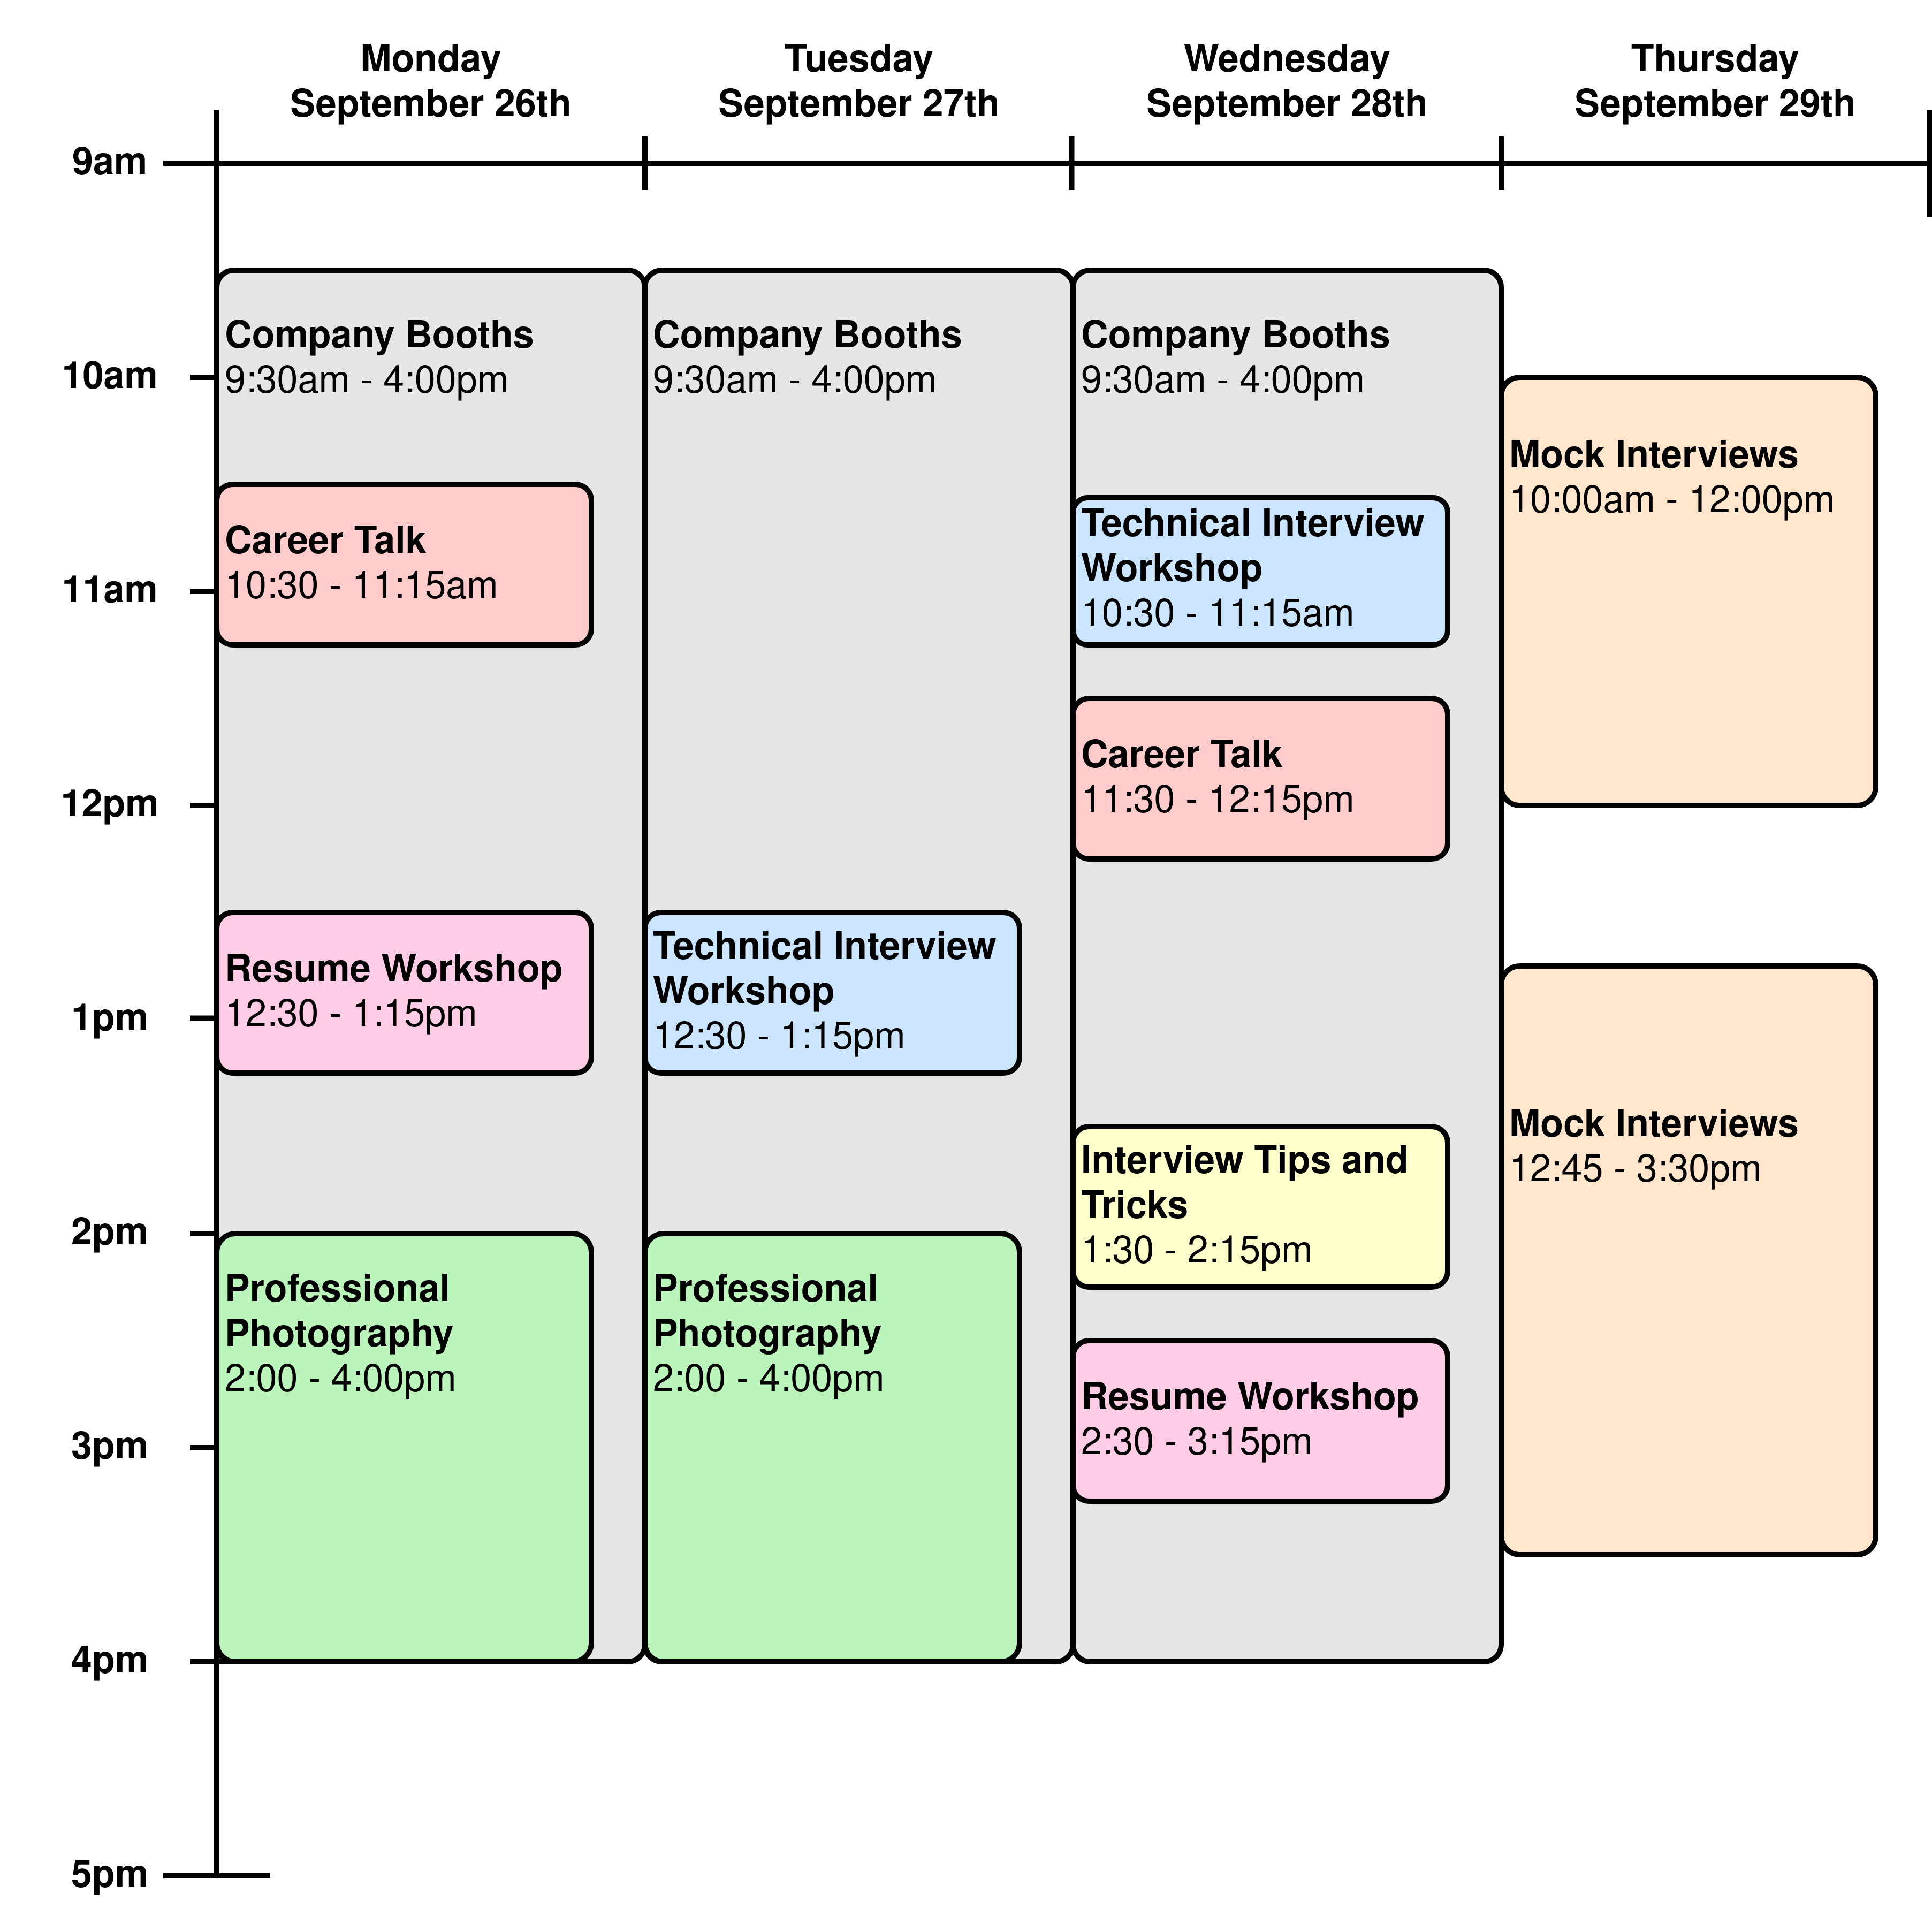 Monday
September 26th
Tuesday
September 27th
Wednesday
September 28th
Thursday
September 29th
9am
10am
11am
12pm
1pm
2pm
3pm
4pm
5pm
Company Booths
9:30am - 4:00pm
Career Talk
10:30 - 11:15am
Resume Workshop
12:30 - 1:15pm
Professional
Photography
2:00 - 4:00pm
Company Booths
9:30am - 4:00pm
Technical Interview
Workshop
12:30 - 1:15pm
Professional
Photography
2:00 - 4:00pm
Company Booths
9:30am - 4:00pm
Technical Interview
Workshop
10:30 - 11:15am
Career Talk
11:30 - 12:15pm
Interview Tips and
Tricks
1:30 - 2:15pm
Resume Workshop
2:30 - 3:15pm
Mock Interviews
10:00am - 12:00pm
Mock Interviews
12:45 - 3:30pm